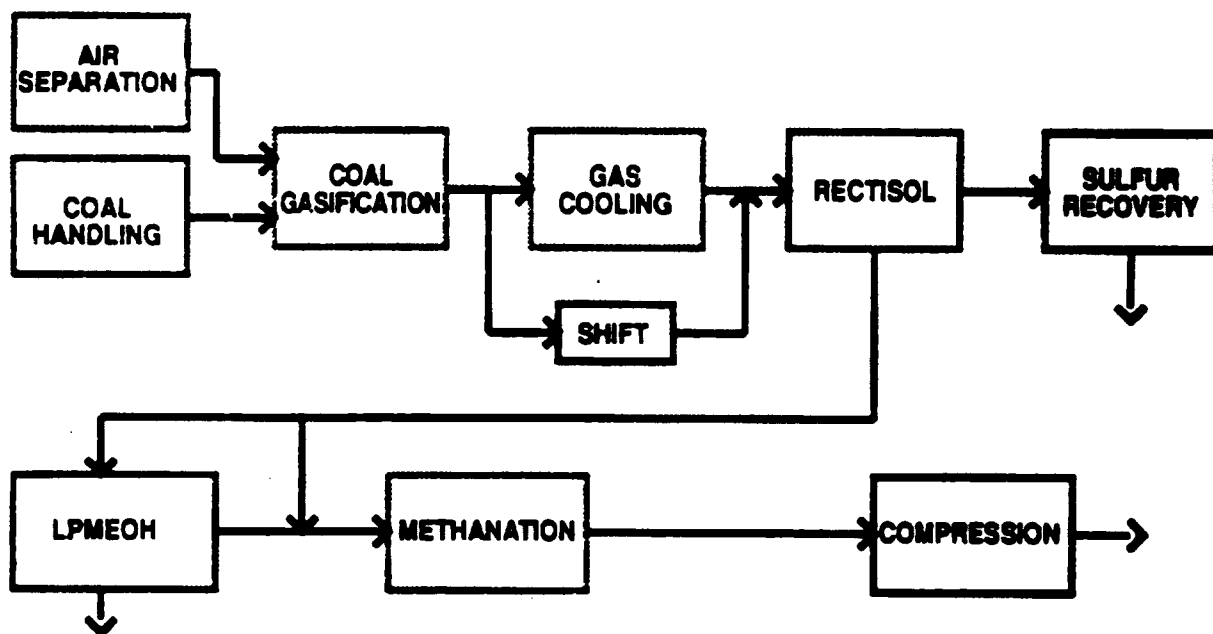 AIR
SEPARATION
COAL
HANDLING
COAL
GASIFICATION
GAS
COOLING
SHIFT
RECTISOL
SULFUR
RECOVERY
LPMEOH
METHANATION
COMPRESSION